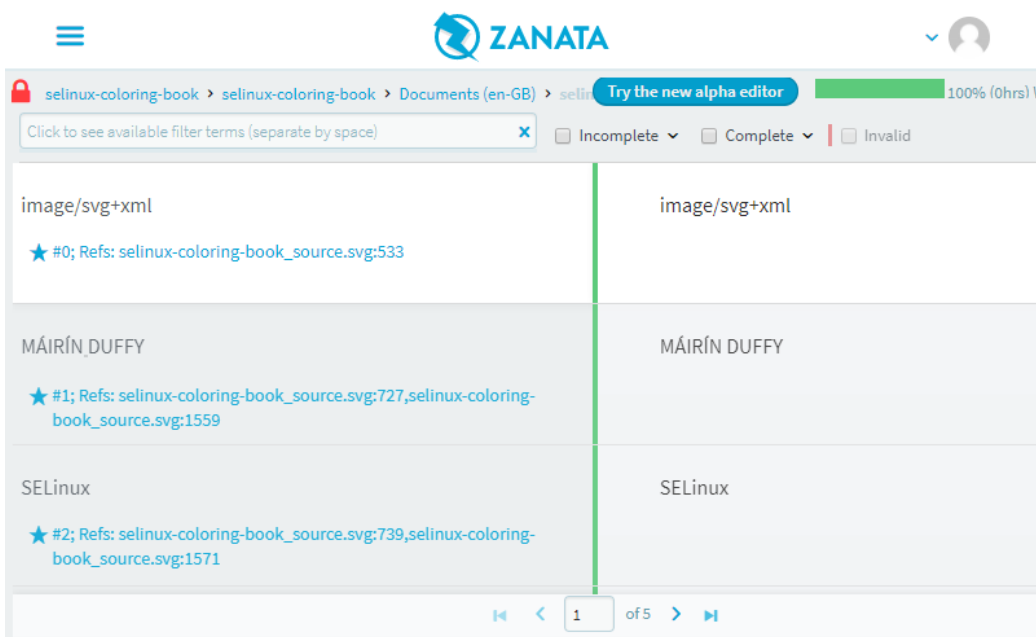 ZANATA
selinux-coloring-book > selinux-coloring-book > Documents (en-GB) > selin Try the new alpha editor 100% (0hrs)
Click to see available filter terms (separate by space) x Incomplete Complete Invalid
image/svg+xml image/svg+xml
#0; Refs: selinux-coloring-book_source.svg:533
MÁIRÍN DUFFY MÁIRÍN DUFFY
#1; Refs: selinux-coloring-book_source.svg:727,selinux-coloring-
book_source.svg:1559
SELinux SELinux
#2; Refs: selinux-coloring-book_source.svg:739,selinux-coloring-
book_source.svg:1571
1 of 5